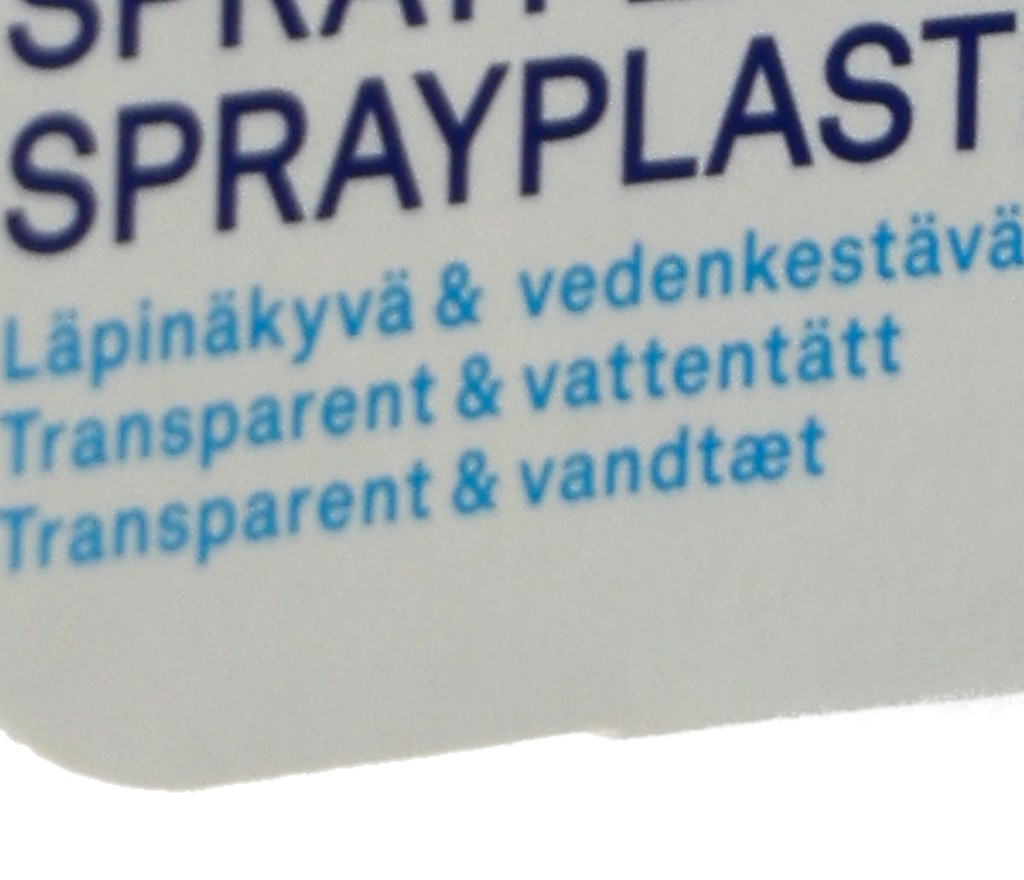 SPRAYPLAST
Läpinäkyvä & vedenkestävä
Transparent & vattentätt
Transparent & vandtæt